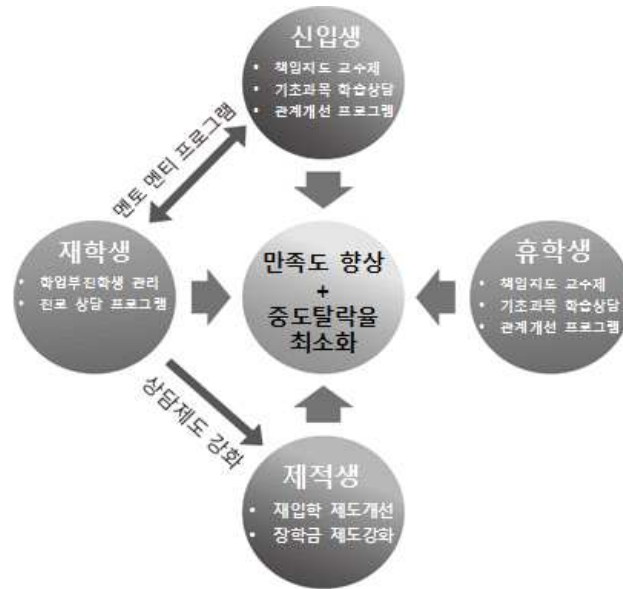 신입생
• 책임지도 교수제
• 기초과목 학습상담
• 관계개선 프로그램
멘토 멘티 프로그램
재학생
• 학업부진학생 관리
• 진로 상담 프로그램
만족도 향상
+
중도탈락율
최소화
휴학생
• 책임지도 교수제
• 기초과목 학습상담
• 관계개선 프로그램
상담제도 강화
제적생
• 재입학 제도개선
• 장학금 제도강화